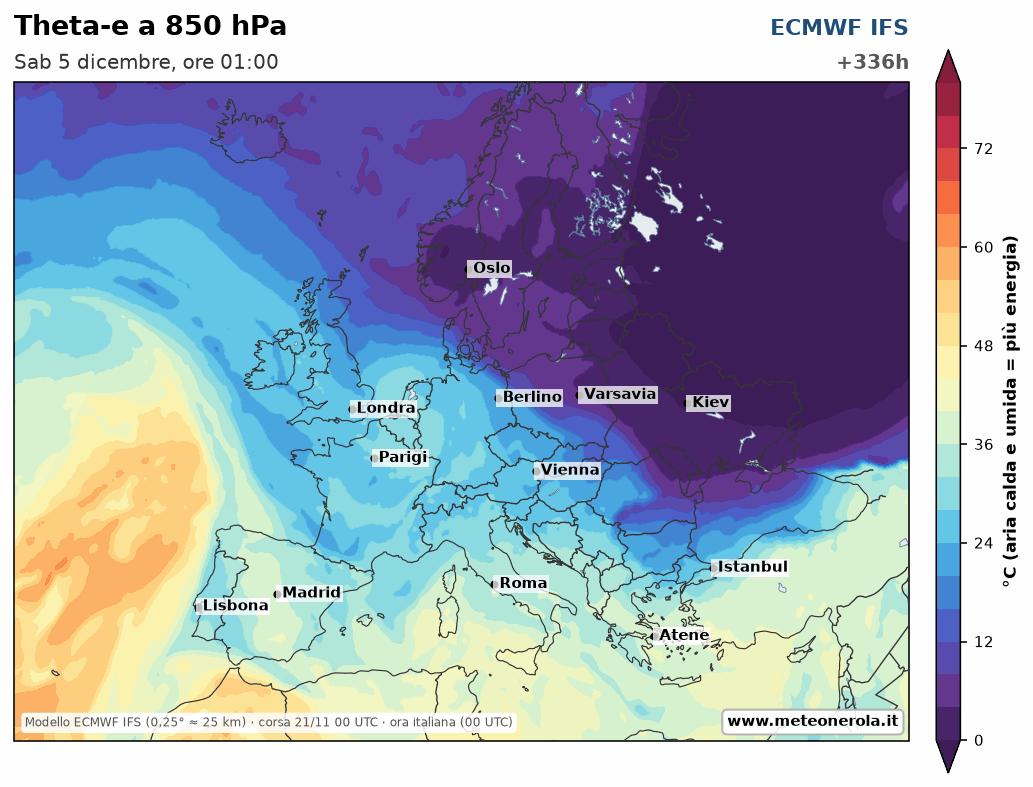 Theta-e a 850 hPa
ECMWF IFS
Sab 5 dicembre, ore 01:00
+336h
72
60
48
36
24
12
0
°C (aria calda e umida = più energia)
Oslo
Berlino
Varsavia
Kiev
Londra
Parigi
Vienna
Istanbul
Roma
Madrid
Lisbona
Atene
Modello ECMWF IFS (0,25° ≈ 25 km) · corsa 21/11 00 UTC · ora italiana (00 UTC)
www.meteonerola.it